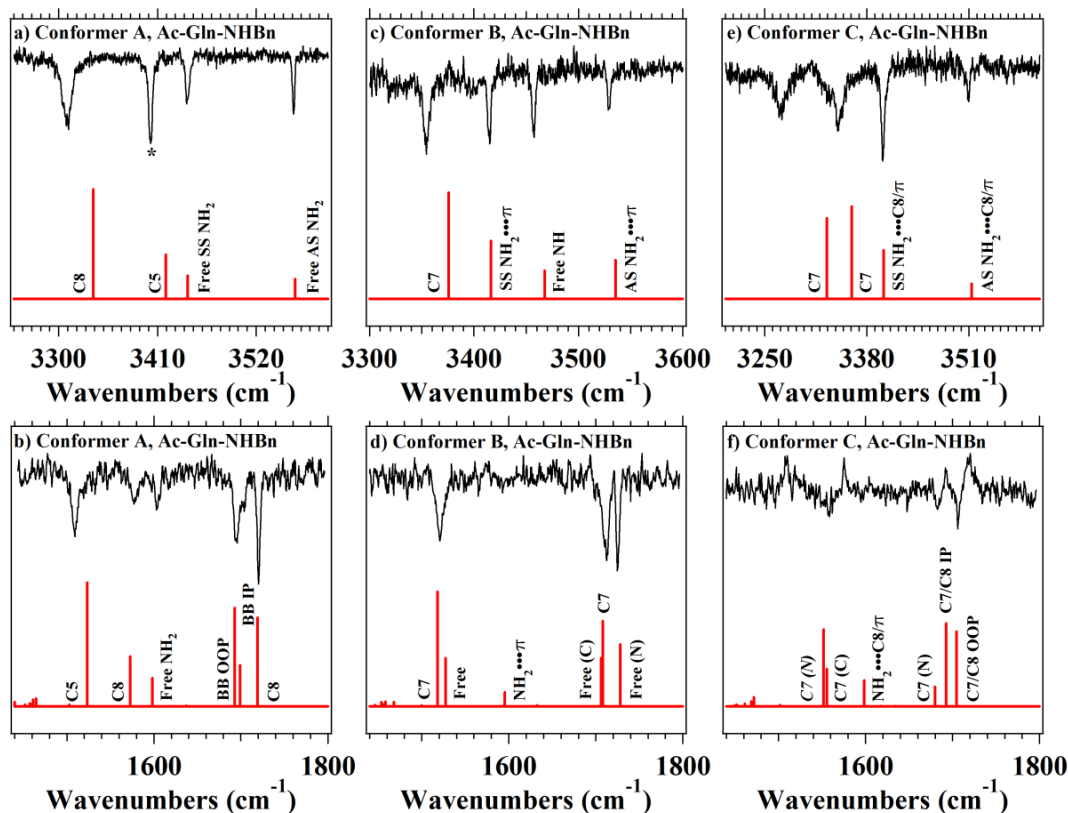 a) Conformer A, Ac-Gln-NHBn
*
C8
C5
Free SS NH₂
Free AS NH₂
3300 3410 3520
Wavenumbers (cm⁻¹)
c) Conformer B, Ac-Gln-NHBn
C7
SS NH₂•••π
Free NH
AS NH₂•••π
3300 3400 3500 3600
Wavenumbers (cm⁻¹)
e) Conformer C, Ac-Gln-NHBn
C7
C7
SS NH₂•••C8/π
AS NH₂•••C8/π
3250 3380 3510
Wavenumbers (cm⁻¹)
b) Conformer A, Ac-Gln-NHBn
C5
C8
Free NH₂
BB OOP
BB IP
C8
1600 1800
Wavenumbers (cm⁻¹)
d) Conformer B, Ac-Gln-NHBn
C7
Free
NH₂•••π
Free (C)
C7
Free (N)
1600 1800
Wavenumbers (cm⁻¹)
f) Conformer C, Ac-Gln-NHBn
C7 (N)
C7 (C)
NH₂•••C8/π
C7 (N)
C7/C8 IP
C7/C8 OOP
1600 1800
Wavenumbers (cm⁻¹)